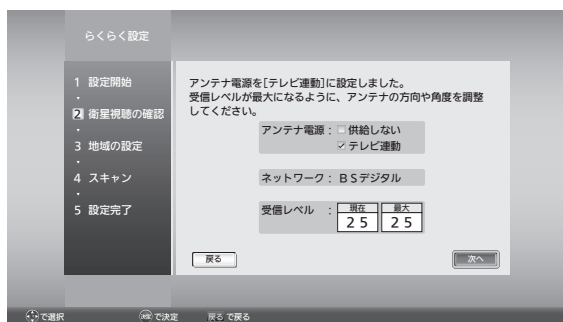 らくらく設定
1 設定開始
・
2 衛星視聴の確認
・
3 地域の設定
・
4 スキャン
・
5 設定完了
アンテナ電源を[テレビ連動]に設定しました。
受信レベルが最大になるように、アンテナの方向や角度を調整
してください。
アンテナ電源： 供給しない
テレビ連動
ネットワーク：ＢＳデジタル
受信レベル ： 現在 最大
２５ ２５
戻る 次へ
で選択 決定 で決定 戻る で戻る